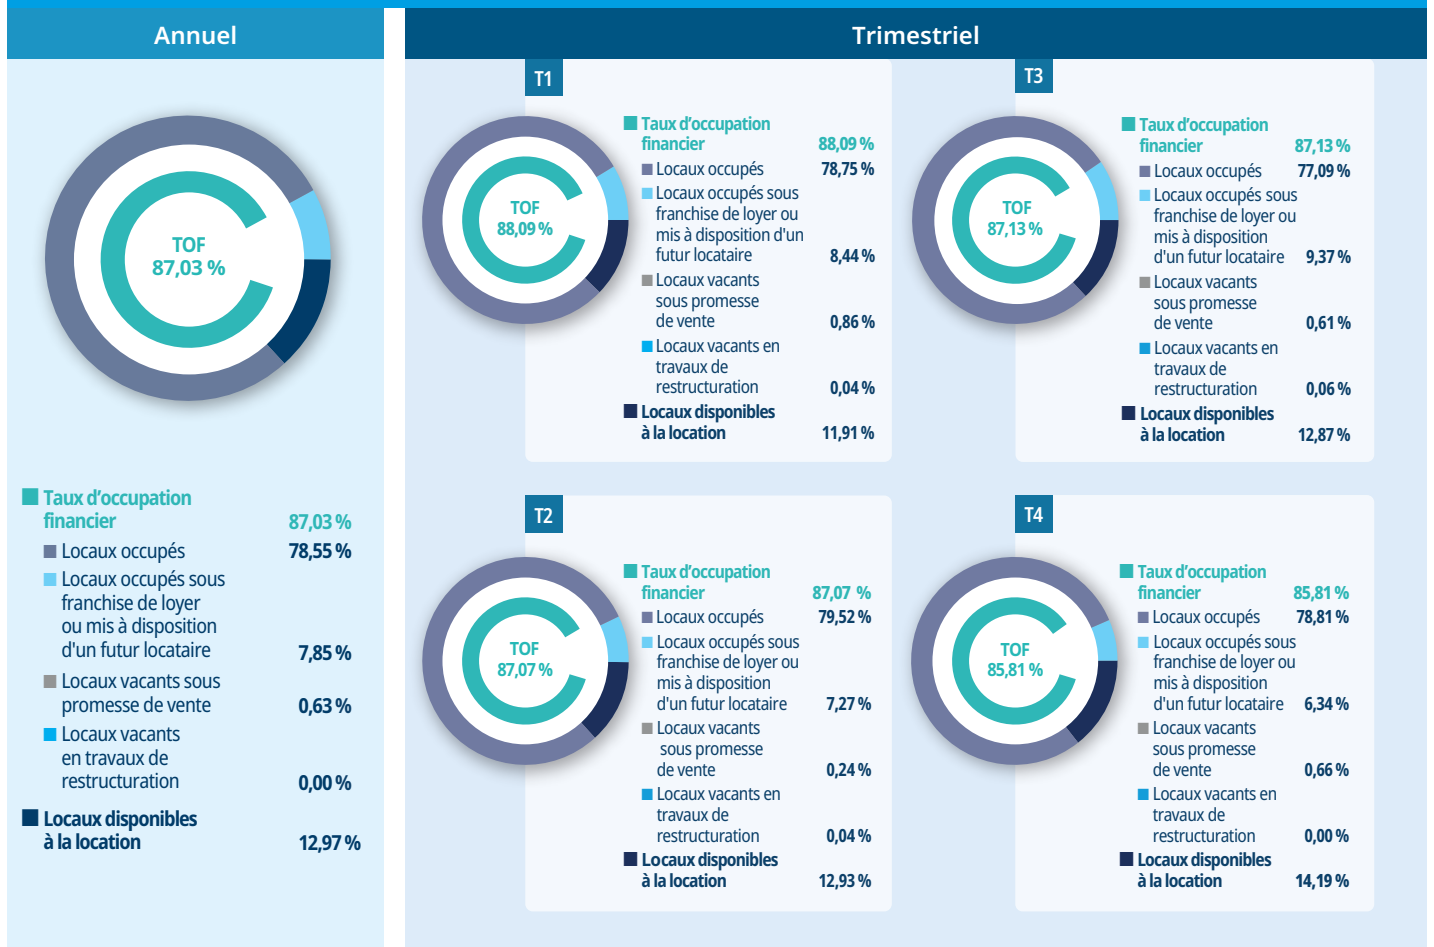 Annuel
TOF
87,03 %
Taux d’occupation
financier 87,03 %
Locaux occupés 78,55 %
Locaux occupés sous
franchise de loyer
ou mis à disposition
d'un futur locataire 7,85 %
Locaux vacants sous
promesse de vente 0,63 %
Locaux vacants
en travaux de
restructuration 0,00 %
Locaux disponibles
à la location 12,97 %
Trimestriel
T1
TOF
88,09 %
Taux d’occupation
financier 88,09 %
Locaux occupés 78,75 %
Locaux occupés sous
franchise de loyer ou
mis à disposition d'un
futur locataire 8,44 %
Locaux vacants
sous promesse
de vente 0,86 %
Locaux vacants en
travaux de
restructuration 0,04 %
Locaux disponibles
à la location 11,91 %
T2
TOF
87,07 %
Taux d’occupation
financier 87,07 %
Locaux occupés 79,52 %
Locaux occupés sous
franchise de loyer ou
mis à disposition
d'un futur locataire 7,27 %
Locaux vacants
sous promesse
de vente 0,24 %
Locaux vacants en
travaux de
restructuration 0,04 %
Locaux disponibles
à la location 12,93 %
T3
TOF
87,13 %
Taux d’occupation
financier 87,13 %
Locaux occupés 77,09 %
Locaux occupés sous
franchise de loyer ou
mis à disposition
d'un futur locataire 9,37 %
Locaux vacants
sous promesse
de vente 0,61 %
Locaux vacants en
travaux de
restructuration 0,06 %
Locaux disponibles
à la location 12,87 %
T4
TOF
85,81 %
Taux d’occupation
financier 85,81 %
Locaux occupés 78,81 %
Locaux occupés sous
franchise de loyer ou
mis à disposition
d'un futur locataire 6,34 %
Locaux vacants
sous promesse
de vente 0,66 %
Locaux vacants en
travaux de
restructuration 0,00 %
Locaux disponibles
à la location 14,19 %